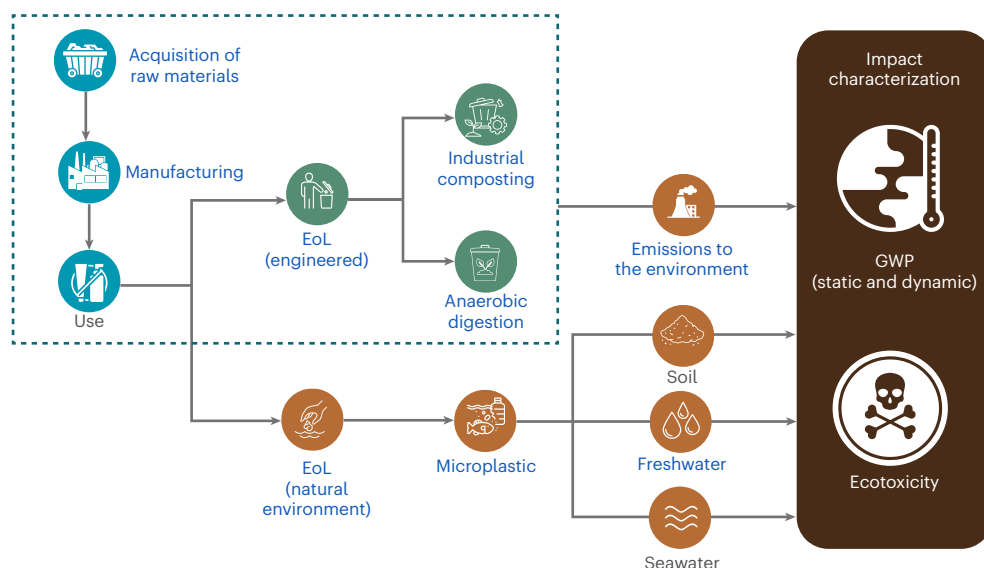 Acquisition of
raw materials
Manufacturing
Use
EoL
(engineered)
Industrial
composting
Anaerobic
digestion
Emissions to
the environment
EoL
(natural
environment)
Microplastic
Soil
Freshwater
Seawater
Impact
characterization
GWP
(static and dynamic)
Ecotoxicity